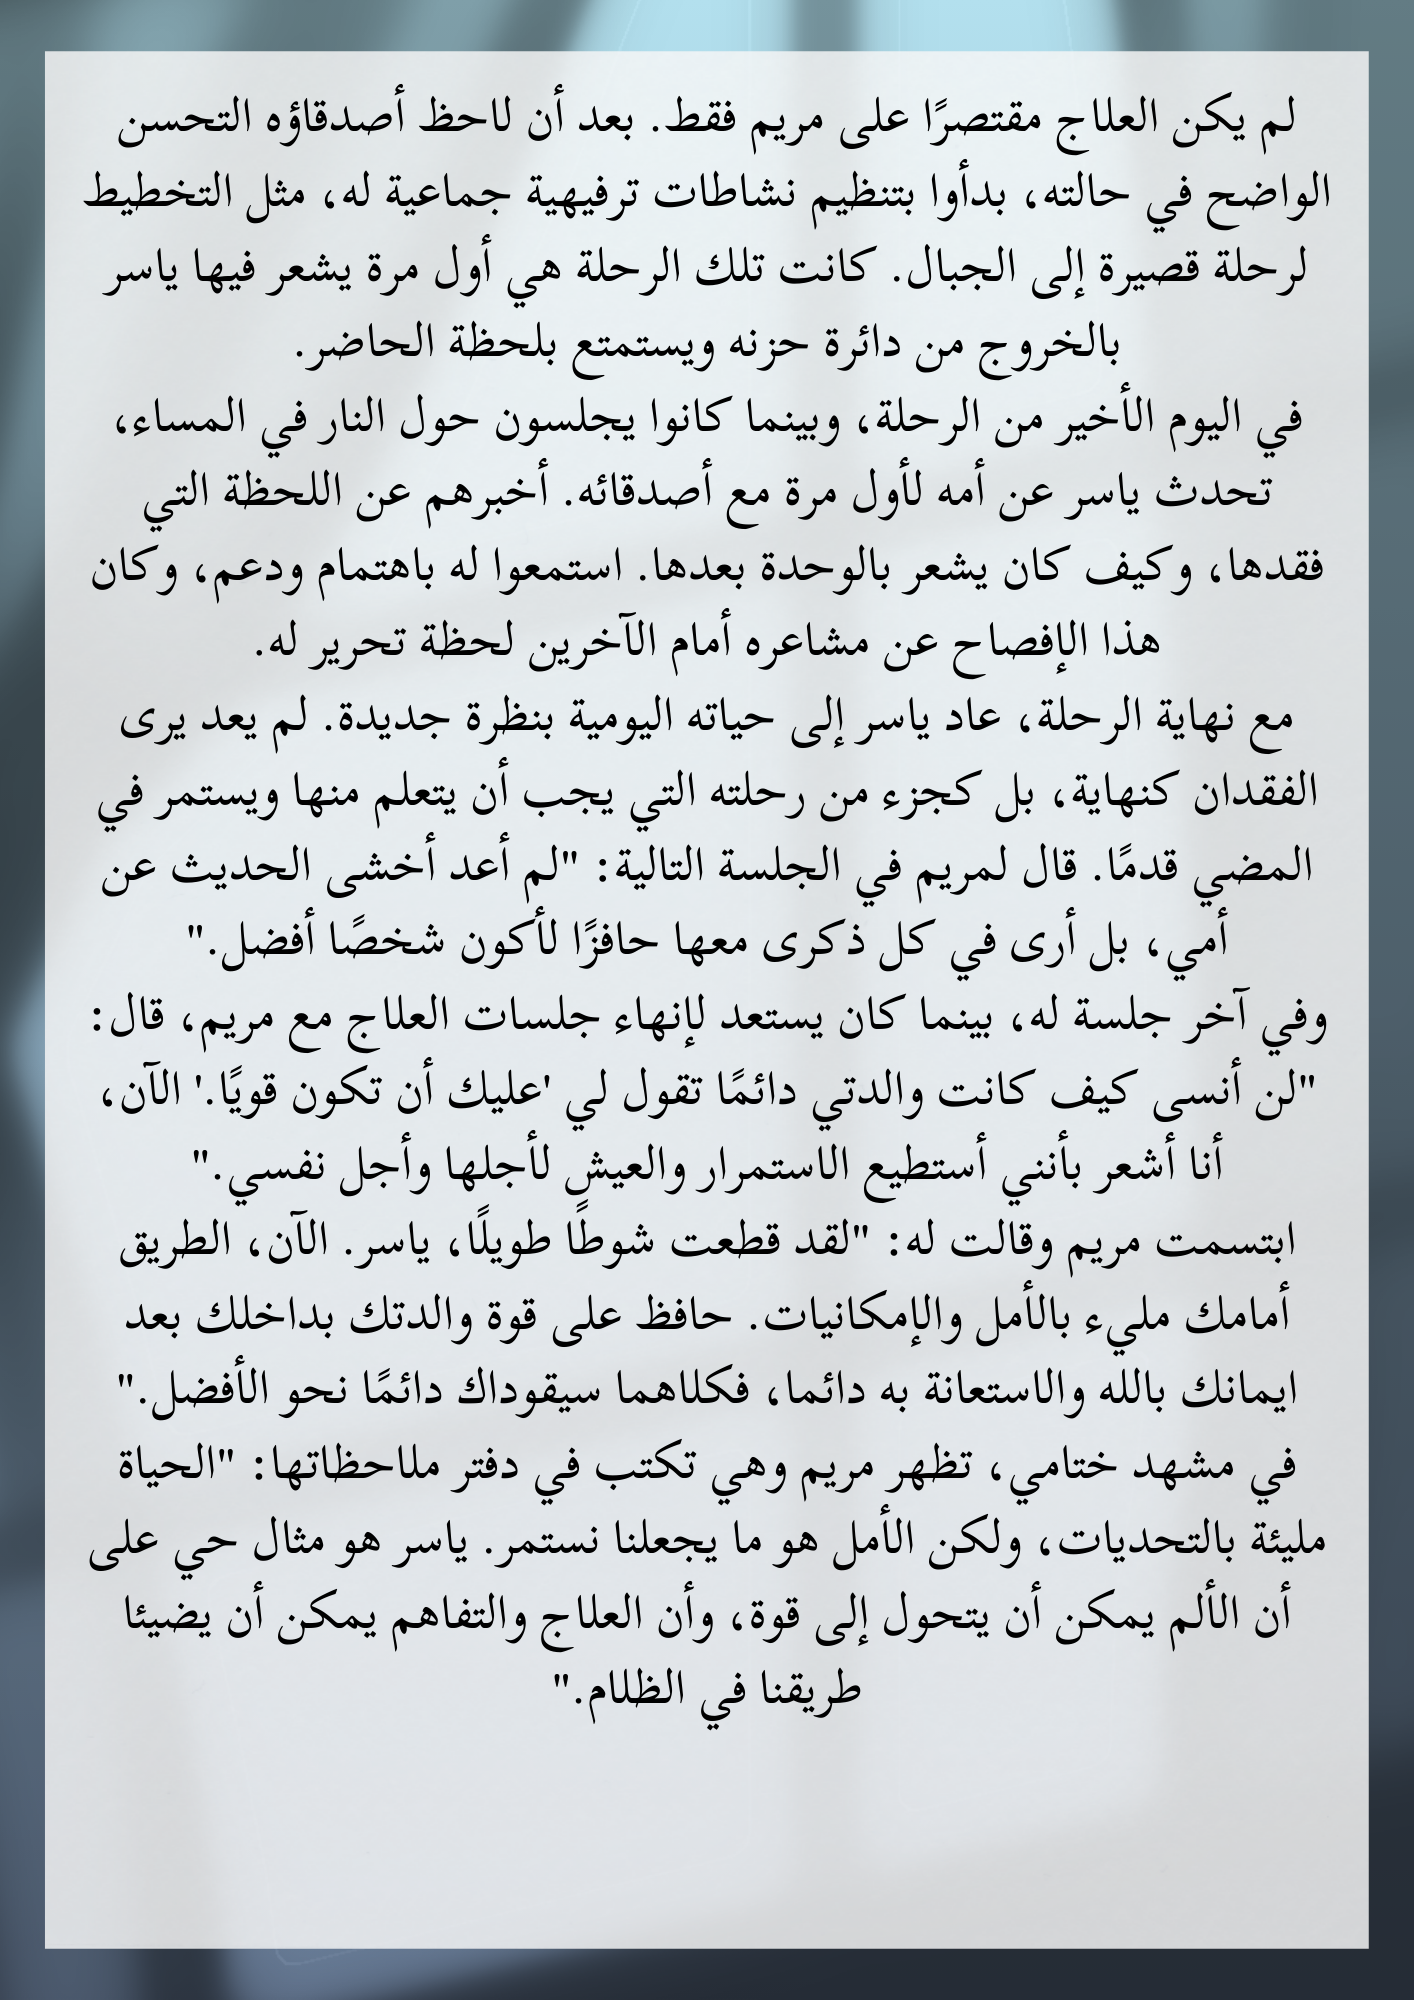 لم يكن العلاج مقتصرًا على مريم فقط. بعد أن لاحظ أصدقاؤه التحسن
الواضح في حالته، بدأوا بتنظيم نشاطات ترفيهية جماعية له، مثل التخطيط
لرحلة قصيرة إلى الجبال. كانت تلك الرحلة هي أول مرة يشعر فيها ياسر
بالخروج من دائرة حزنه ويستمتع بلحظة الحاضر.
في اليوم الأخير من الرحلة، وبينما كانوا يجلسون حول النار في المساء،
تحدث ياسر عن أمه لأول مرة مع أصدقائه. أخبرهم عن اللحظة التي
فقدها، وكيف كان يشعر بالوحدة بعدها. استمعوا له باهتمام ودعم، وكان
هذا الإفصاح عن مشاعره أمام الآخرين لحظة تحرير له.
مع نهاية الرحلة، عاد ياسر إلى حياته اليومية بنظرة جديدة. لم يعد يرى
الفقدان كنهاية، بل كجزء من رحلته التي يجب أن يتعلم منها ويستمر في
المضي قدمًا. قال لمريم في الجلسة التالية: "لم أعد أخشى الحديث عن
أمي، بل أرى في كل ذكرى معها حافزًا لأكون شخصًا أفضل."
وفي آخر جلسة له، بينما كان يستعد لإنهاء جلسات العلاج مع مريم، قال:
"لن أنسى كيف كانت والدتي دائمًا تقول لي 'عليك أن تكون قويًا.' الآن،
أنا أشعر بأنني أستطيع الاستمرار والعيش لأجلها وأجل نفسي."
ابتسمت مريم وقالت له: "لقد قطعت شوطًا طويلًا، ياسر. الآن، الطريق
أمامك مليء بالأمل والإمكانيات. حافظ على قوة والدتك بداخلك بعد
ايمانك بالله والاستعانة به دائما، فكلاهما سيقوداك دائمًا نحو الأفضل."
في مشهد ختامي، تظهر مريم وهي تكتب في دفتر ملاحظاتها: "الحياة
مليئة بالتحديات، ولكن الأمل هو ما يجعلنا نستمر. ياسر هو مثال حي على
أن الألم يمكن أن يتحول إلى قوة، وأن العلاج والتفاهم يمكن أن يضيئا
طريقنا في الظلام."